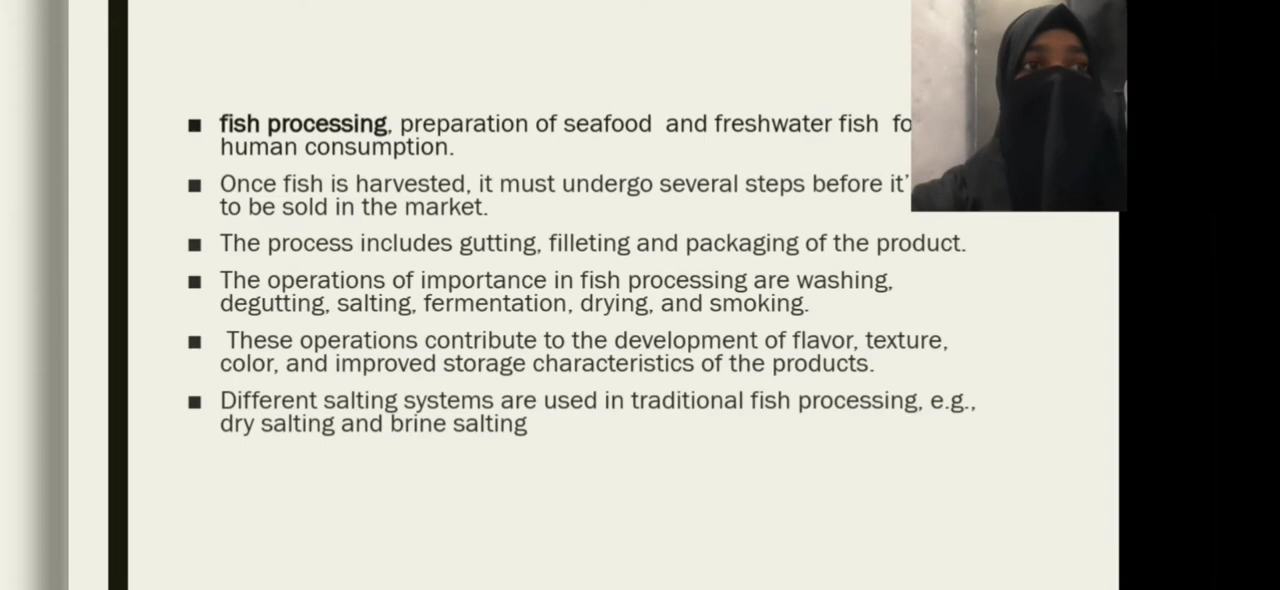 fish processing, preparation of seafood and freshwater fish fo
human consumption.
Once fish is harvested, it must undergo several steps before it'
to be sold in the market.
The process includes gutting, filleting and packaging of the product.
The operations of importance in fish processing are washing,
degutting, salting, fermentation, drying, and smoking.
These operations contribute to the development of flavor, texture,
color, and improved storage characteristics of the products.
Different salting systems are used in traditional fish processing, e.g.,
dry salting and brine salting